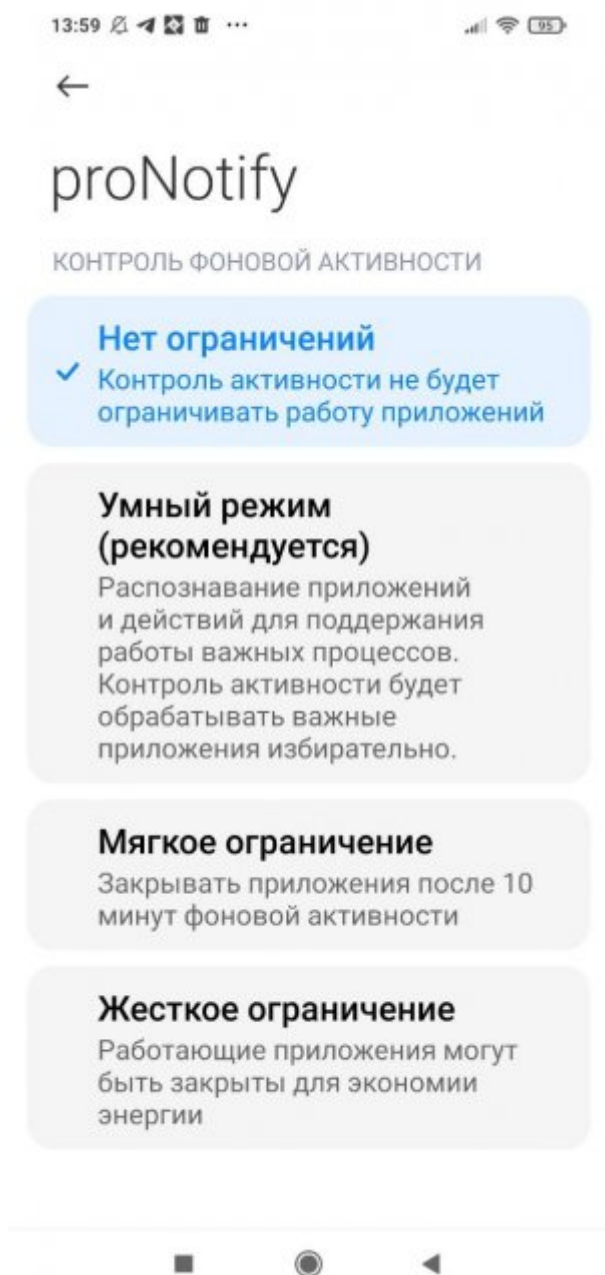 13:59 ...
95
proNotify
КОНТРОЛЬ ФОНОВОЙ АКТИВНОСТИ
Нет ограничений
Контроль активности не будет
ограничивать работу приложений
Умный режим
(рекомендуется)
Распознавание приложений
и действий для поддержания
работы важных процессов.
Контроль активности будет
обрабатывать важные
приложения избирательно.
Мягкое ограничение
Закрывать приложения после 10
минут фоновой активности
Жесткое ограничение
Работающие приложения могут
быть закрыты для экономии
энергии